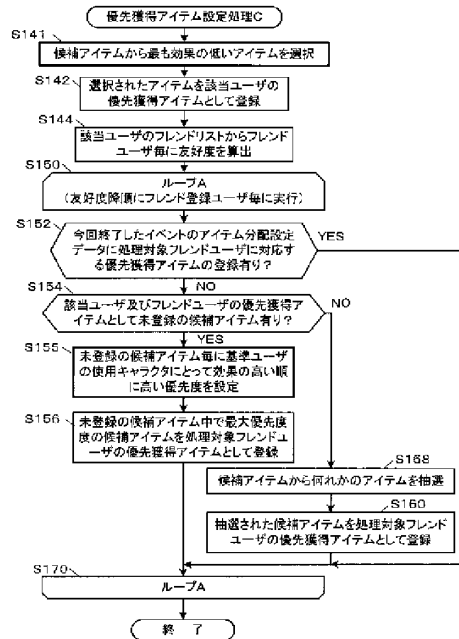 優先獲得アイテム設定処理C
S141
候補アイテムから最も効果の低いアイテムを選択
S142
選択されたアイテムを該当ユーザの
優先獲得アイテムとして登録
S144
該当ユーザのフレンドリストからフレンド
ユーザ毎に友好度を算出
S150
ループA
(友好度降順にフレンド登録ユーザ毎に実行)
S152
今回終了したイベントのアイテム分配設定
データに処理対象フレンドユーザに対応す
る優先獲得アイテムの登録有り?
YES
NO
S154
該当ユーザ及びフレンドユーザの優先獲得ア
イテムとして未登録の候補アイテム有り?
NO
YES
S155
未登録の候補アイテム毎に基準ユーザ
の使用キャラクタにとって効果の高い順
に高い優先度を設定
S156
未登録の候補アイテム中で最大優先度
度の候補アイテムを処理対象フレンドユ
ーザの優先獲得アイテムとして登録
S168
候補アイテムから何れかのアイテムを抽選
S160
抽選された候補アイテムを処理対象フレンド
ユーザの優先獲得アイテムとして登録
S170
ループA
終 了